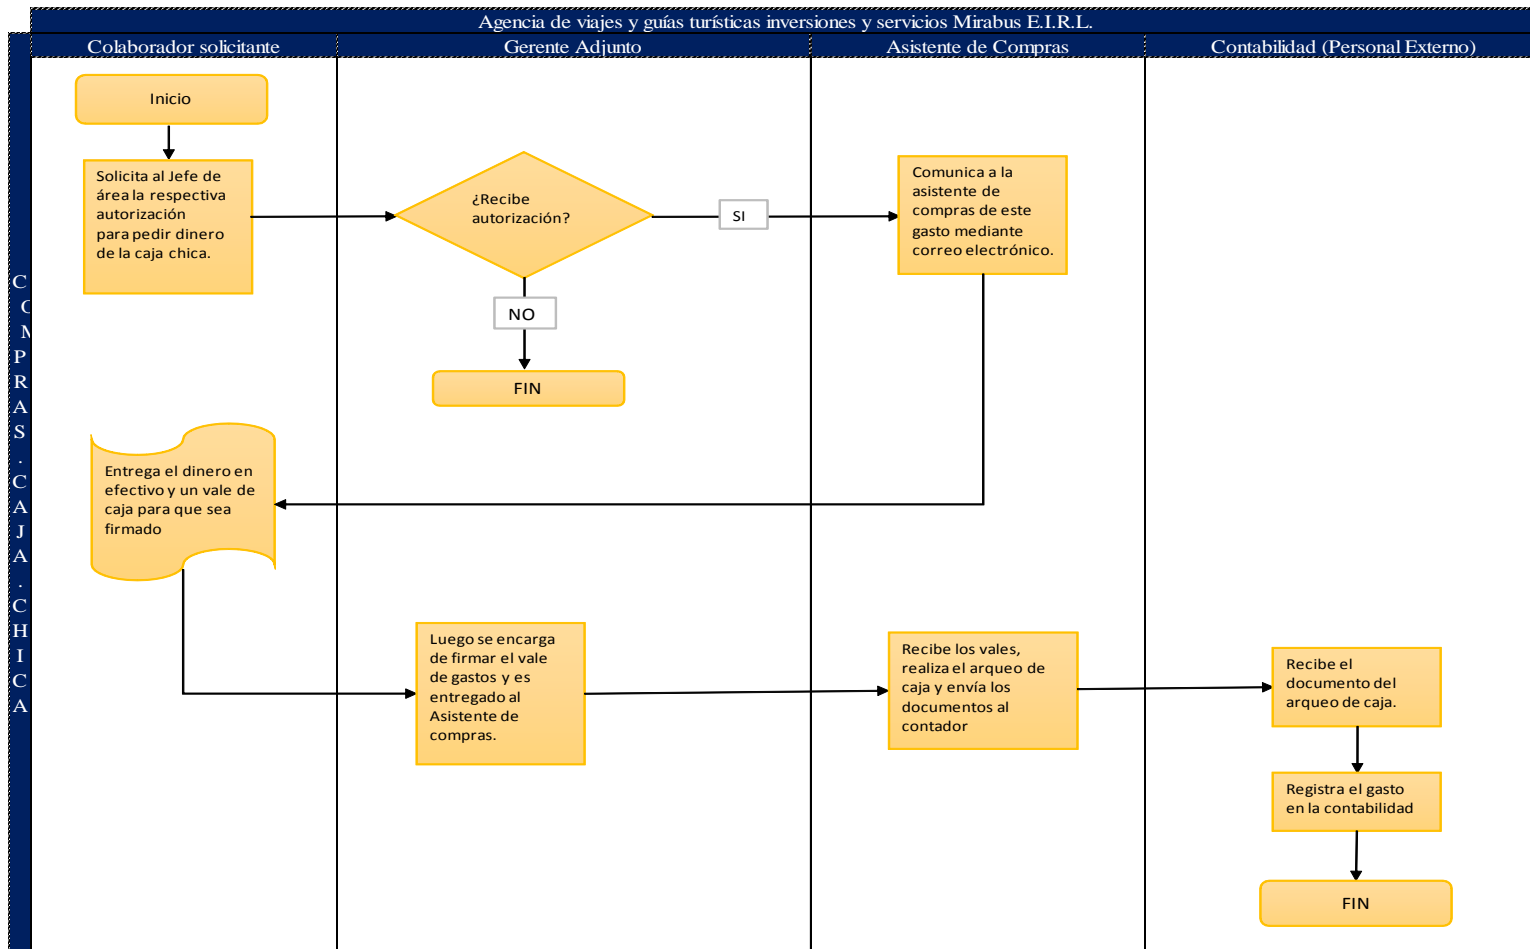 Agencia de viajes y guías turísticas inversiones y servicios Mirabus E.I.R.L.
Colaborador solicitante
Gerente Adjunto
Asistente de Compras
Contabilidad (Personal Externo)
C
O
M
P
R
A
S
.
C
A
J
A
.
C
H
I
C
A
Inicio
Solicita al Jefe de
área la respectiva
autorización
para pedir dinero
de la caja chica.
¿Recibe
autorización?
SI
Comunica a la
asistente de
compras de este
gasto mediante
correo electrónico.
NO
FIN
Entrega el dinero en
efectivo y un vale de
caja para que sea
firmado
Luego se encarga
de firmar el vale
de gastos y es
entregado al
Asistente de
compras.
Recibe los vales,
realiza el arqueo de
caja y envía los
documentos al
contador
Recibe el
documento del
arqueo de caja.
Registra el gasto
en la contabilidad
FIN